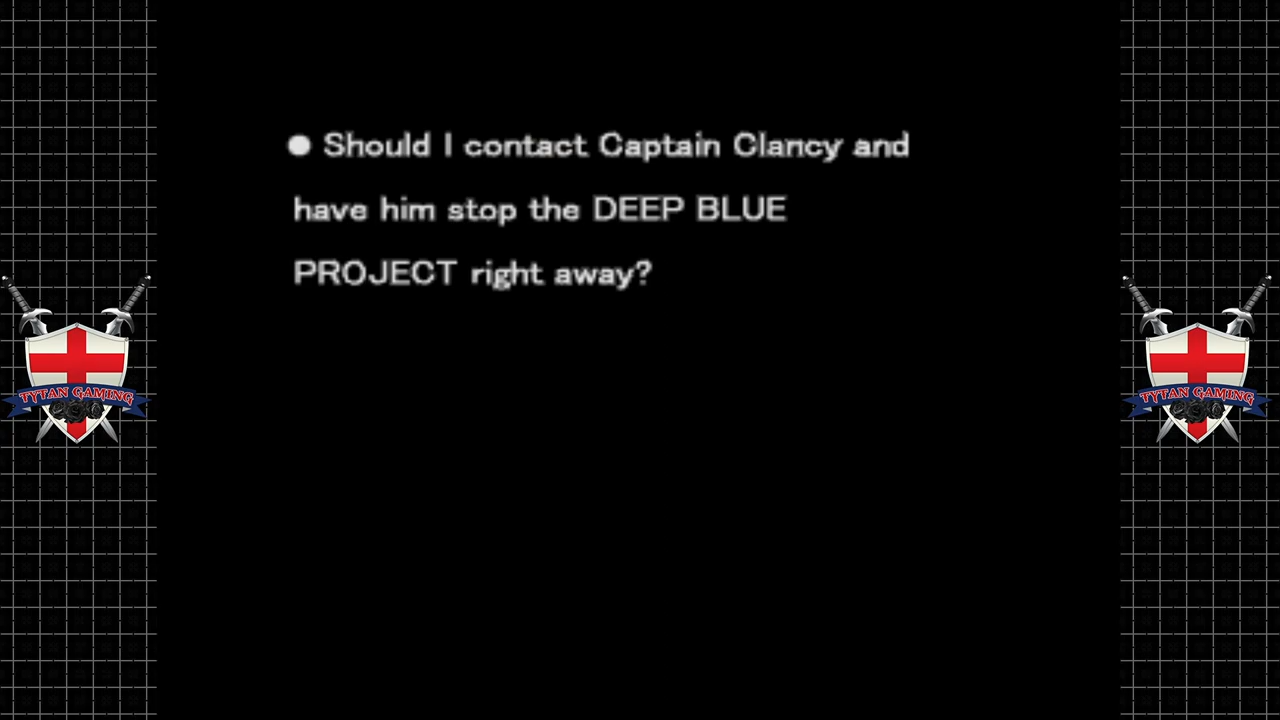 ● Should I contact Captain Clancy and
have him stop the DEEP BLUE
PROJECT right away?
TYTAN GAMING
TYTAN GAMING